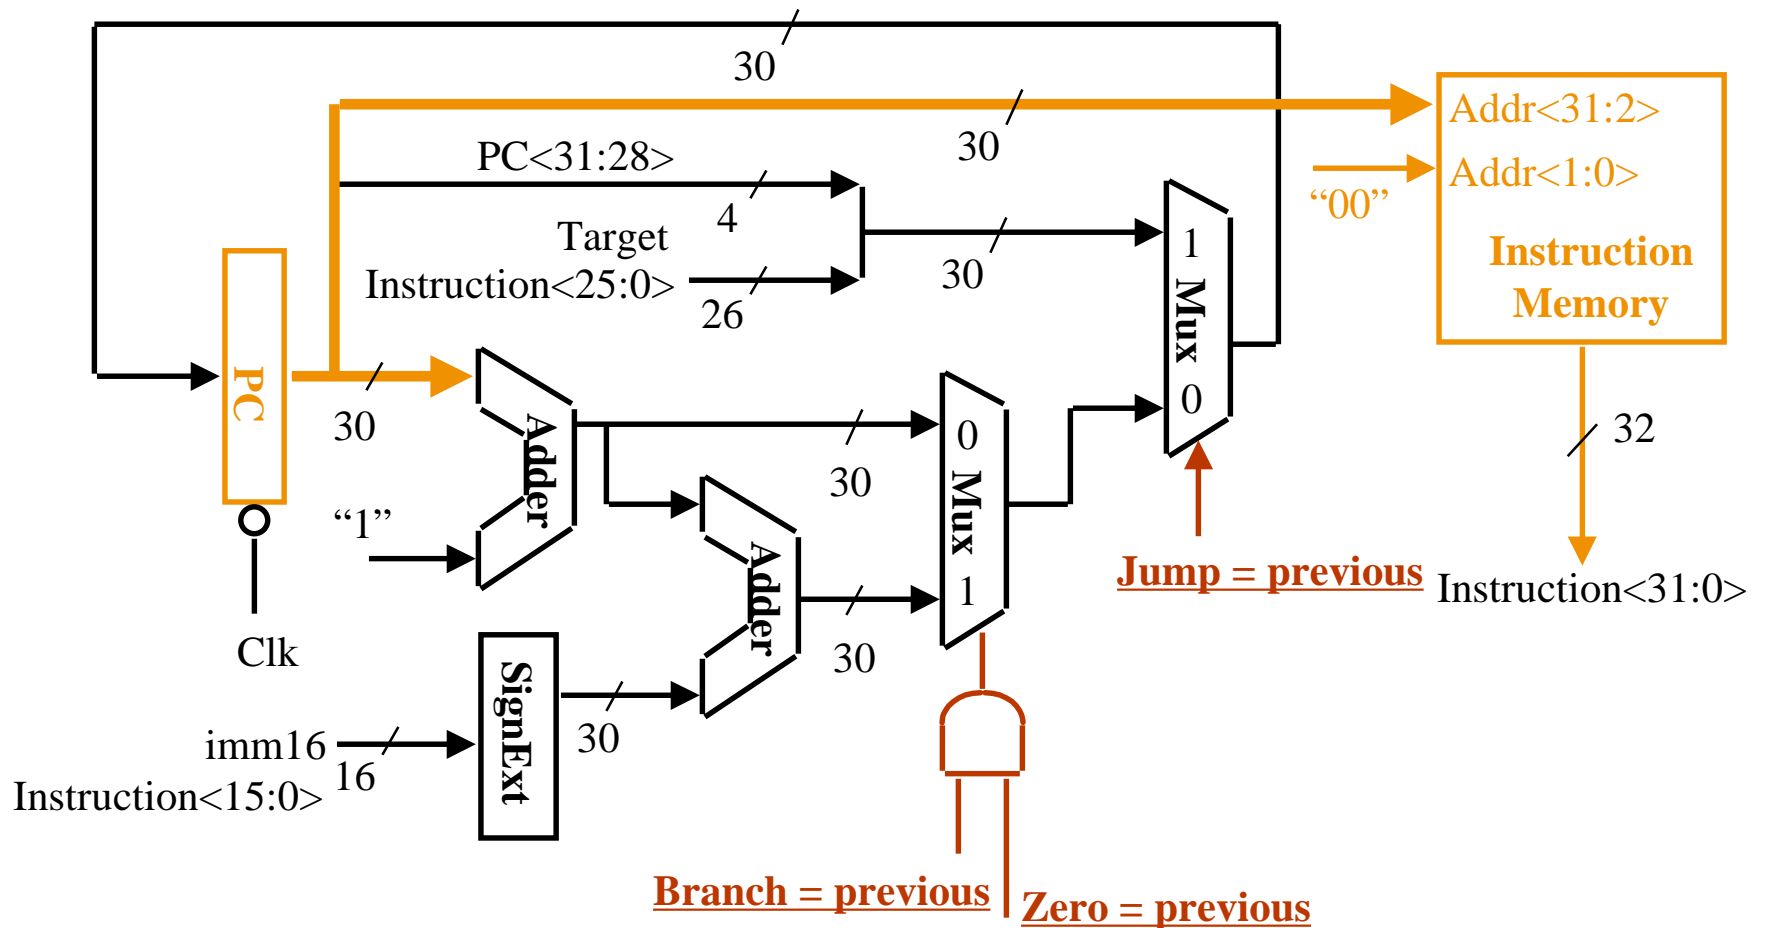 30
30
Addr<31:2>
PC<31:28>
4
Addr<1:0>
“00”
Target
Instruction<25:0>
26
30
1
Mux
0
Instruction
Memory
PC
30
Adder
“1”
30
0
Mux
1
32
Clk
Adder
30
Jump = previous
Instruction<31:0>
SignExt
30
imm16
16
Instruction<15:0>
Branch = previous
Zero = previous